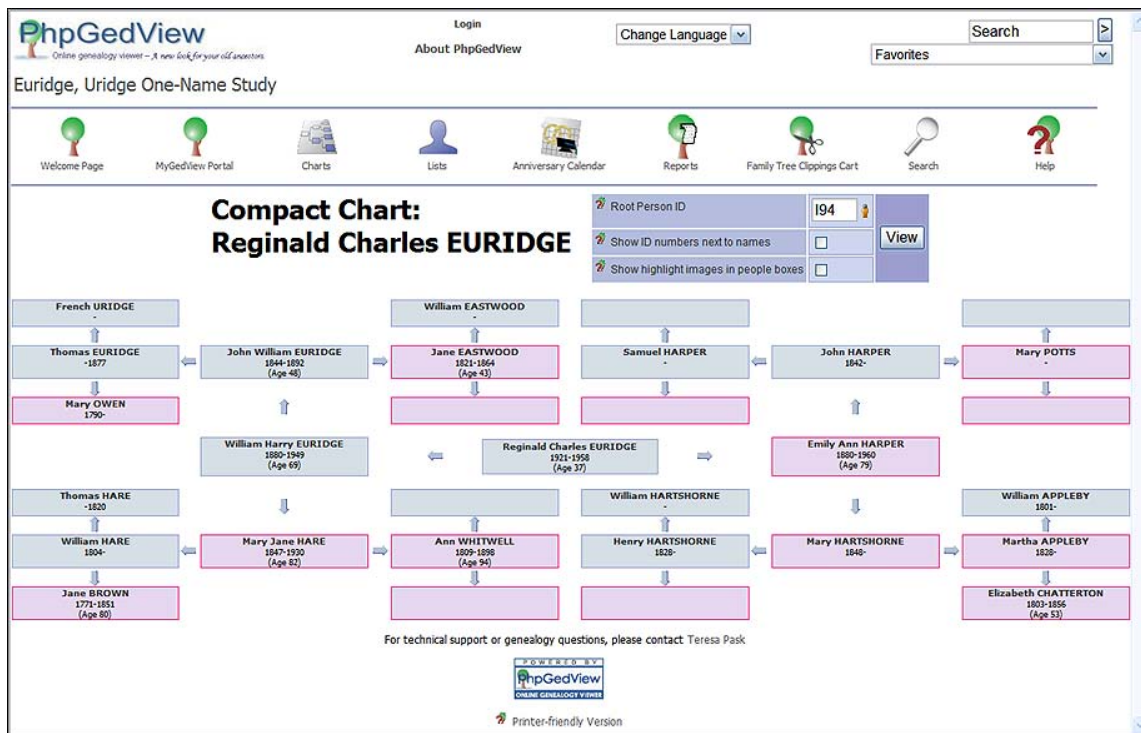 PhpGedView
Online genealogy viewer – A new look for your old ancestors
Login
About PhpGedView
Change Language
Search
>
Favorites
Euridge, Uridge One-Name Study
Welcome Page
MyGedView Portal
Charts
Lists
Anniversary Calendar
Reports
Family Tree Clippings Cart
Search
Help
Compact Chart:
Reginald Charles EURIDGE
Root Person ID
I94
Show ID numbers next to names
Show highlight images in people boxes
View
French URIDGE
-
William EASTWOOD
-
Thomas EURIDGE
-1877
John William EURIDGE
1844-1892
(Age 48)
Jane EASTWOOD
1821-1864
(Age 43)
Samuel HARPER
-
John HARPER
1842-
Mary POTTS
-
Mary OWEN
1790-
William Harry EURIDGE
1880-1949
(Age 69)
Reginald Charles EURIDGE
1921-1958
(Age 37)
Emily Ann HARPER
1880-1960
(Age 79)
Thomas HARE
-1820
William HARTSHORNE
-
William APPLEBY
1801-
William HARE
1804-
Mary Jane HARE
1847-1930
(Age 82)
Ann WHITWELL
1809-1898
(Age 94)
Henry HARTSHORNE
1828-
Mary HARTSHORNE
1848-
Martha APPLEBY
1828-
Jane BROWN
1771-1851
(Age 80)
Elizabeth CHATTERTON
1803-1856
(Age 53)
For technical support or genealogy questions, please contact Teresa Pask
POWERED BY
PhpGedView
ONLINE GENEALOGY VIEWER
Printer-friendly Version